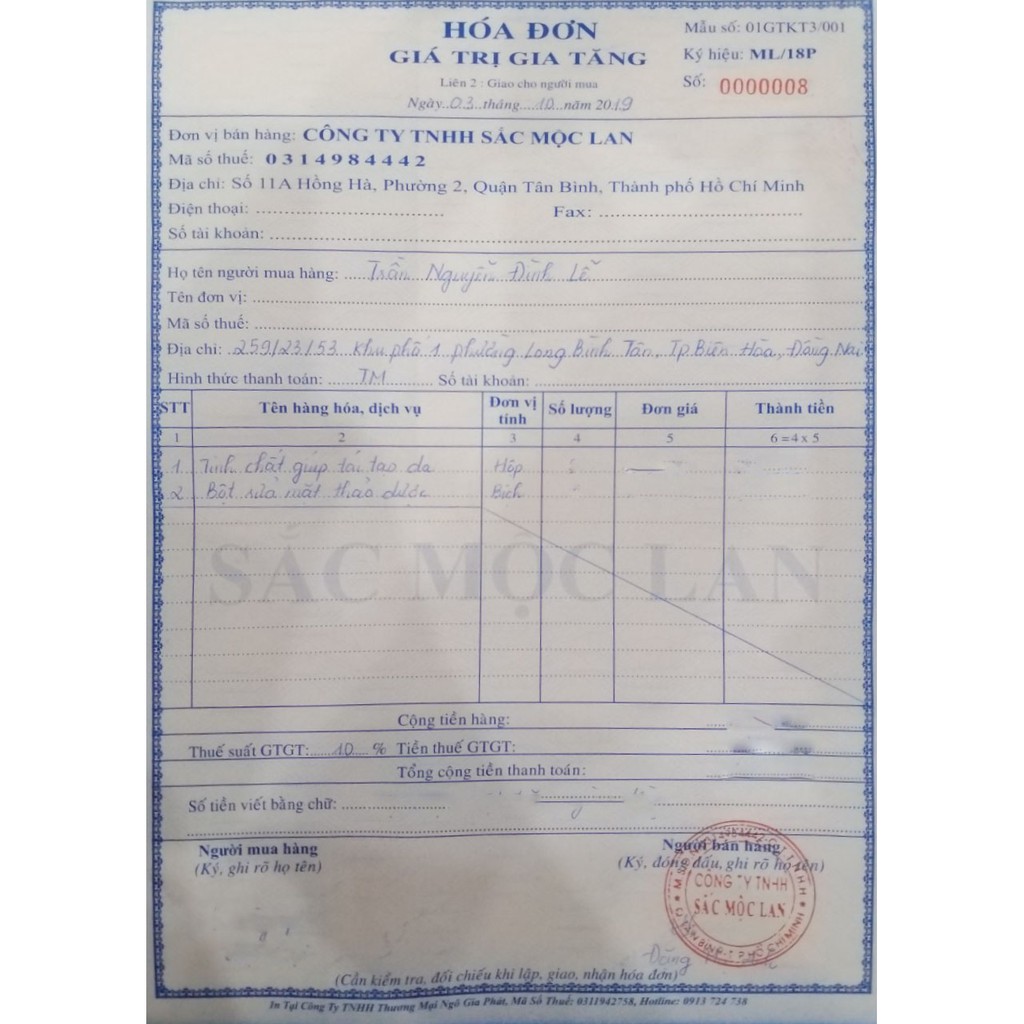 HÓA ĐƠN
GIÁ TRỊ GIA TĂNG
Liên 2 : Giao cho người mua
Ngày..03..tháng....10...năm 2019
Mẫu số: 01GTKT3/001
Ký hiệu: ML/18P
Số: 0000008
Đơn vị bán hàng: CÔNG TY TNHH SẮC MỘC LAN
Mã số thuế: 0314984442
Địa chỉ: Số 11A Hồng Hà, Phường 2, Quận Tân Bình, Thành phố Hồ Chí Minh
Điện thoại: Fax:
Số tài khoản:
Họ tên người mua hàng: Trần Nguyễn Đình Lễ
Tên đơn vị:
Mã số thuế:
Địa chỉ: 259/23/53 Khu phố 1 phường Long Bình Tân, Tp Biên Hòa, Đồng Nai
Hình thức thanh toán: TM Số tài khoản:
STT Tên hàng hóa, dịch vụ Đơn vị tính Số lượng Đơn giá Thành tiền
1 2 3 4 5 6 = 4 x 5
1 Tinh chất giúp tái tạo da Hộp
2 Bột rửa mặt thảo dược Bịch
SẮC MỘC LAN
Cộng tiền hàng:
Thuế suất GTGT: 10 % Tiền thuế GTGT:
Tổng cộng tiền thanh toán:
Số tiền viết bằng chữ:
Người mua hàng Người bán hàng
(Ký, ghi rõ họ tên) (Ký, đóng dấu, ghi rõ họ tên)
CÔNG TY TNHH
SẮC MỘC LAN
Q. TÂN BÌNH - T.P HỒ CHÍ MINH
Đặng
(Cần kiểm tra, đối chiếu khi lập, giao, nhận hóa đơn)
In Tại Công Ty TNHH Thương Mại Ngô Gia Phát, Mã Số Thuế: 0311942758, Hotline: 0913 724 738